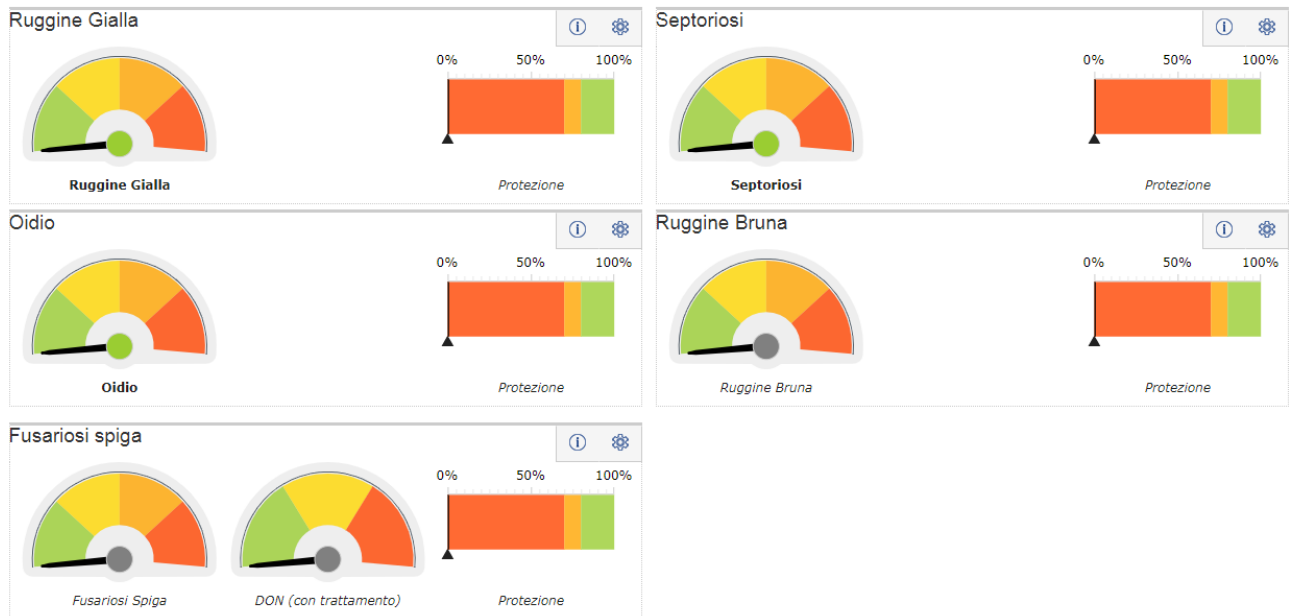 Ruggine Gialla
0% 50% 100%
Ruggine Gialla
Protezione
Septoriosi
0% 50% 100%
Septoriosi
Protezione
Oidio
0% 50% 100%
Oidio
Protezione
Ruggine Bruna
0% 50% 100%
Ruggine Bruna
Protezione
Fusariosi spiga
0% 50% 100%
Fusariosi Spiga
DON (con trattamento)
Protezione